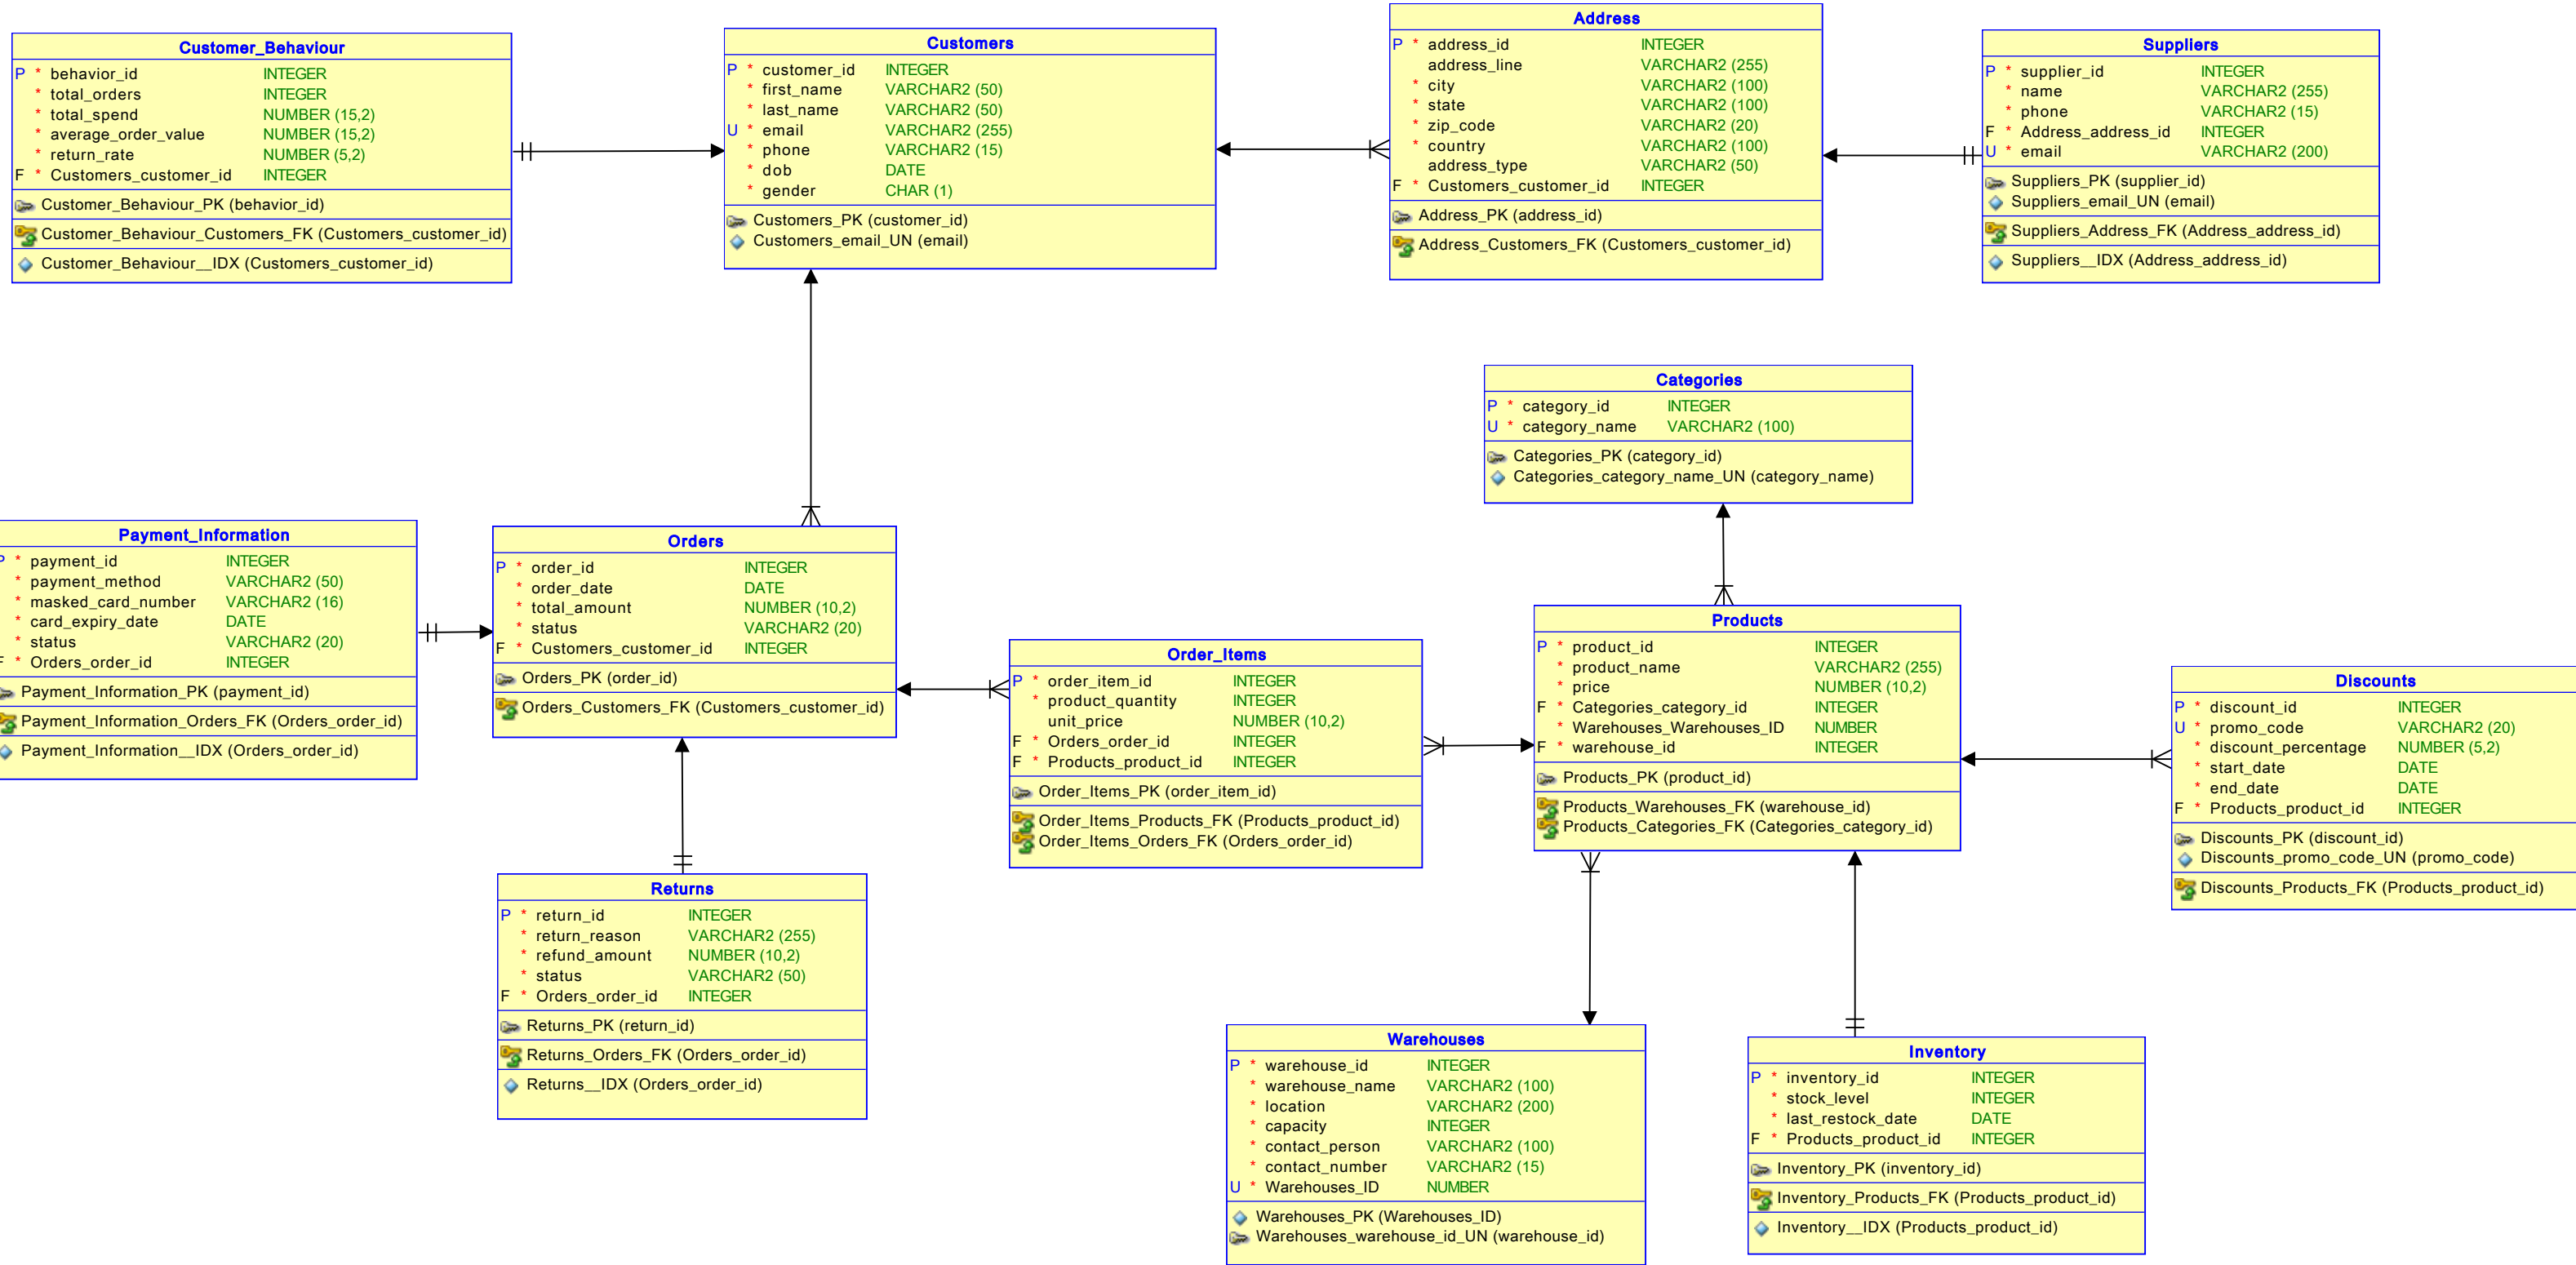 Customer_Behaviour
P * behavior_id INTEGER
* total_orders INTEGER
* total_spend NUMBER (15,2)
* average_order_value NUMBER (15,2)
* return_rate NUMBER (5,2)
F * Customers_customer_id INTEGER
Customer_Behaviour_PK (behavior_id)
Customer_Behaviour_Customers_FK (Customers_customer_id)
Customer_Behaviour__IDX (Customers_customer_id)
Customers
P * customer_id INTEGER
* first_name VARCHAR2 (50)
* last_name VARCHAR2 (50)
U * email VARCHAR2 (255)
* phone VARCHAR2 (15)
* dob DATE
* gender CHAR (1)
Customers_PK (customer_id)
Customers_email_UN (email)
Address
P * address_id INTEGER
address_line VARCHAR2 (255)
* city VARCHAR2 (100)
* state VARCHAR2 (100)
* zip_code VARCHAR2 (20)
* country VARCHAR2 (100)
address_type VARCHAR2 (50)
F * Customers_customer_id INTEGER
Address_PK (address_id)
Address_Customers_FK (Customers_customer_id)
Suppliers
P * supplier_id INTEGER
* name VARCHAR2 (255)
* phone VARCHAR2 (15)
F * Address_address_id INTEGER
U * email VARCHAR2 (200)
Suppliers_PK (supplier_id)
Suppliers_email_UN (email)
Suppliers_Address_FK (Address_address_id)
Suppliers__IDX (Address_address_id)
Categories
P * category_id INTEGER
U * category_name VARCHAR2 (100)
Categories_PK (category_id)
Categories_category_name_UN (category_name)
Payment_Information
P * payment_id INTEGER
* payment_method VARCHAR2 (50)
* masked_card_number VARCHAR2 (16)
* card_expiry_date DATE
* status VARCHAR2 (20)
F * Orders_order_id INTEGER
Payment_Information_PK (payment_id)
Payment_Information_Orders_FK (Orders_order_id)
Payment_Information__IDX (Orders_order_id)
Orders
P * order_id INTEGER
* order_date DATE
* total_amount NUMBER (10,2)
* status VARCHAR2 (20)
F * Customers_customer_id INTEGER
Orders_PK (order_id)
Orders_Customers_FK (Customers_customer_id)
Order_Items
P * order_item_id INTEGER
* product_quantity INTEGER
unit_price NUMBER (10,2)
F * Orders_order_id INTEGER
F * Products_product_id INTEGER
Order_Items_PK (order_item_id)
Order_Items_Products_FK (Products_product_id)
Order_Items_Orders_FK (Orders_order_id)
Products
P * product_id INTEGER
* product_name VARCHAR2 (255)
* price NUMBER (10,2)
F * Categories_category_id INTEGER
* Warehouses_Warehouses_ID NUMBER
F * warehouse_id INTEGER
Products_PK (product_id)
Products_Warehouses_FK (warehouse_id)
Products_Categories_FK (Categories_category_id)
Discounts
P * discount_id INTEGER
U * promo_code VARCHAR2 (20)
* discount_percentage NUMBER (5,2)
* start_date DATE
* end_date DATE
F * Products_product_id INTEGER
Discounts_PK (discount_id)
Discounts_promo_code_UN (promo_code)
Discounts_Products_FK (Products_product_id)
Returns
P * return_id INTEGER
* return_reason VARCHAR2 (255)
* refund_amount NUMBER (10,2)
* status VARCHAR2 (50)
F * Orders_order_id INTEGER
Returns_PK (return_id)
Returns_Orders_FK (Orders_order_id)
Returns__IDX (Orders_order_id)
Warehouses
P * warehouse_id INTEGER
* warehouse_name VARCHAR2 (100)
* location VARCHAR2 (200)
* capacity INTEGER
* contact_person VARCHAR2 (100)
* contact_number VARCHAR2 (15)
U * Warehouses_ID NUMBER
Warehouses_PK (Warehouses_ID)
Warehouses_warehouse_id_UN (warehouse_id)
Inventory
P * inventory_id INTEGER
* stock_level INTEGER
* last_restock_date DATE
F * Products_product_id INTEGER
Inventory_PK (inventory_id)
Inventory_Products_FK (Products_product_id)
Inventory__IDX (Products_product_id)